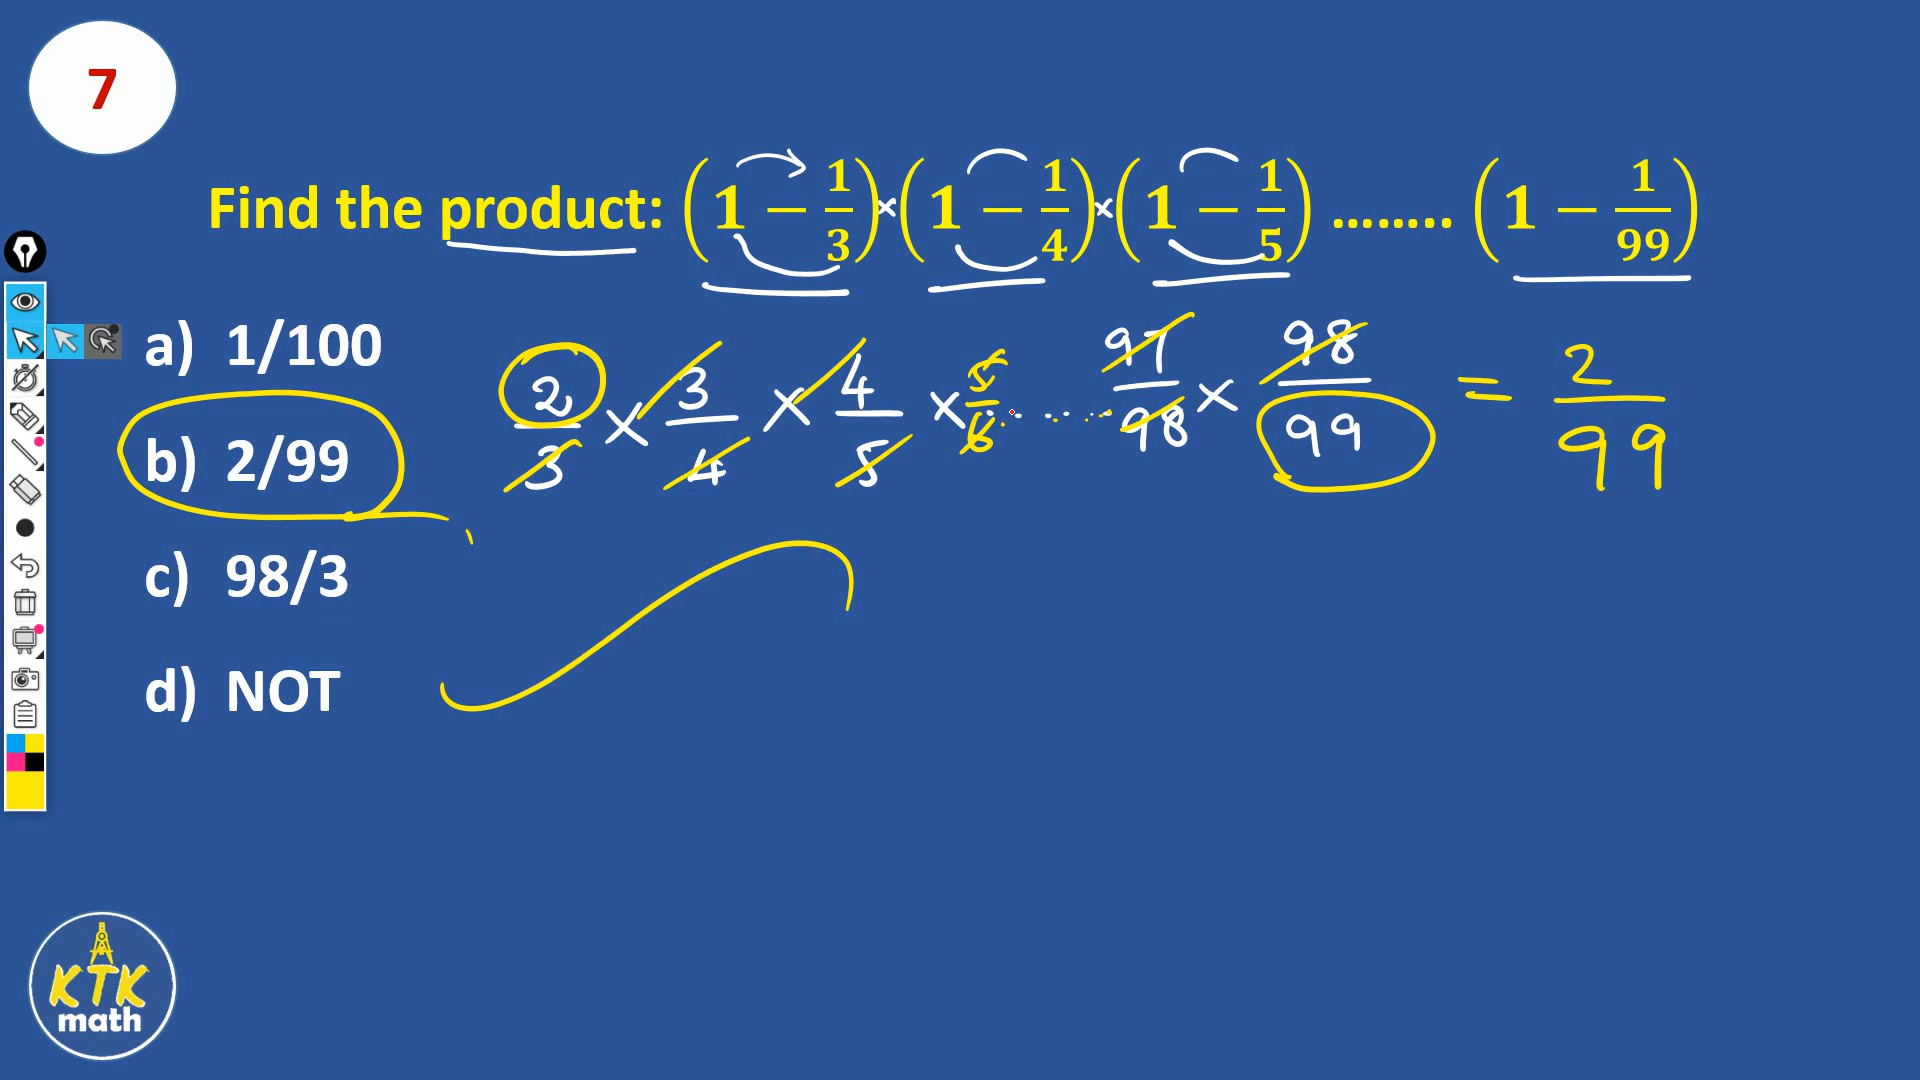 7
Find the product: (1 − 1/3) × (1 − 1/4) × (1 − 1/5) ........ (1 − 1/99)
a) 1/100
2/3 × 3/4 × 4/5 × 5/6 ... ... 97/98 × 98/99 = 2/99
b) 2/99
c) 98/3
d) NOT
KTK
math